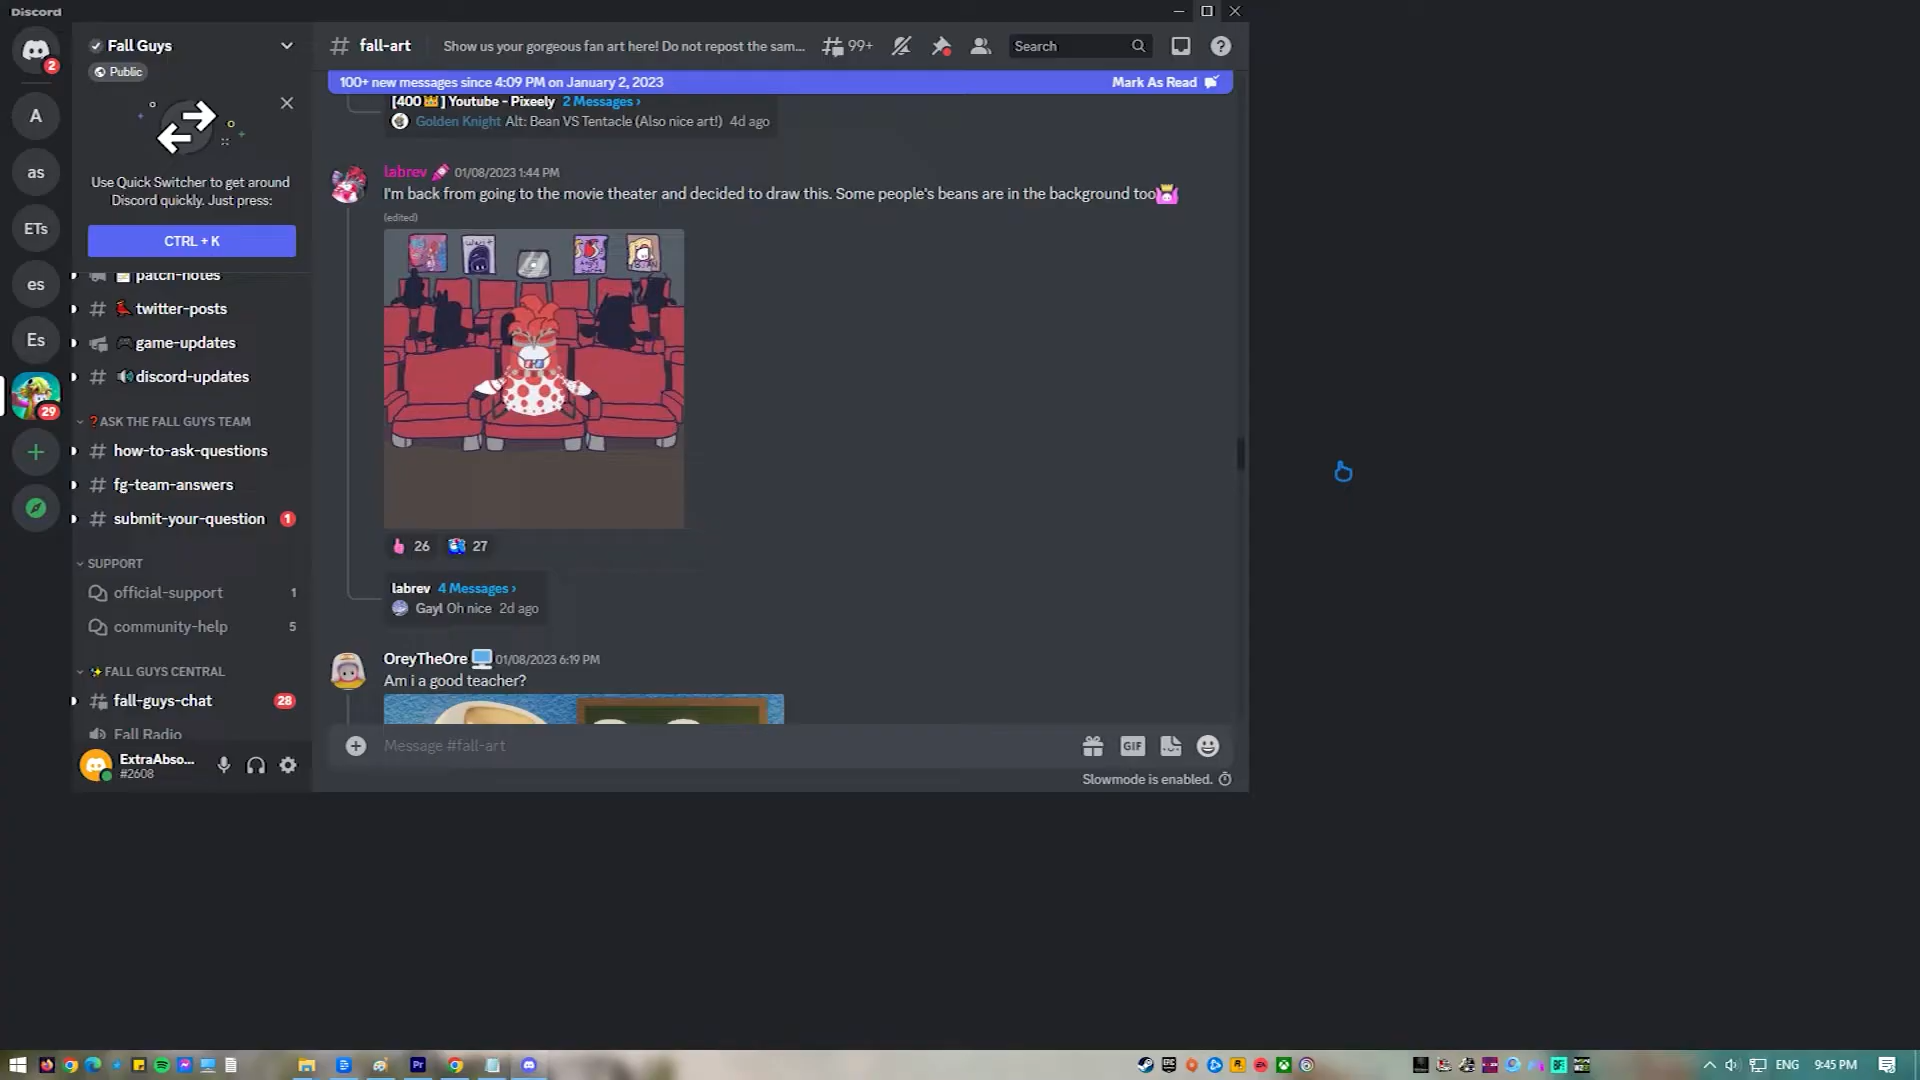 Discord
Fall Guys
Public
Use Quick Switcher to get around
Discord quickly. Just press:
CTRL + K
patch-notes
twitter-posts
game-updates
discord-updates
ASK THE FALL GUYS TEAM
how-to-ask-questions
fg-team-answers
submit-your-question 1
SUPPORT
official-support 1
community-help 5
FALL GUYS CENTRAL
fall-guys-chat 28
Fall Radio
ExtraAbso...
#2608
2
A
as
ETs
es
Es
29
fall-art
Show us your gorgeous fan art here! Do not repost the sam...
99+
Search
100+ new messages since 4:09 PM on January 2, 2023
Mark As Read
[400 ] Youtube - Pixeely 2 Messages ›
Golden Knight Alt: Bean VS Tentacle (Also nice art!) 4d ago
labrev 01/08/2023 1:44 PM
I'm back from going to the movie theater and decided to draw this. Some people's beans are in the background too
(edited)
26 27
labrev 4 Messages ›
Gayl Oh nice 2d ago
OreyTheOre 01/08/2023 6:19 PM
Am i a good teacher?
Message #fall-art
GIF
Slowmode is enabled.
Pr
ENG
9:45 PM